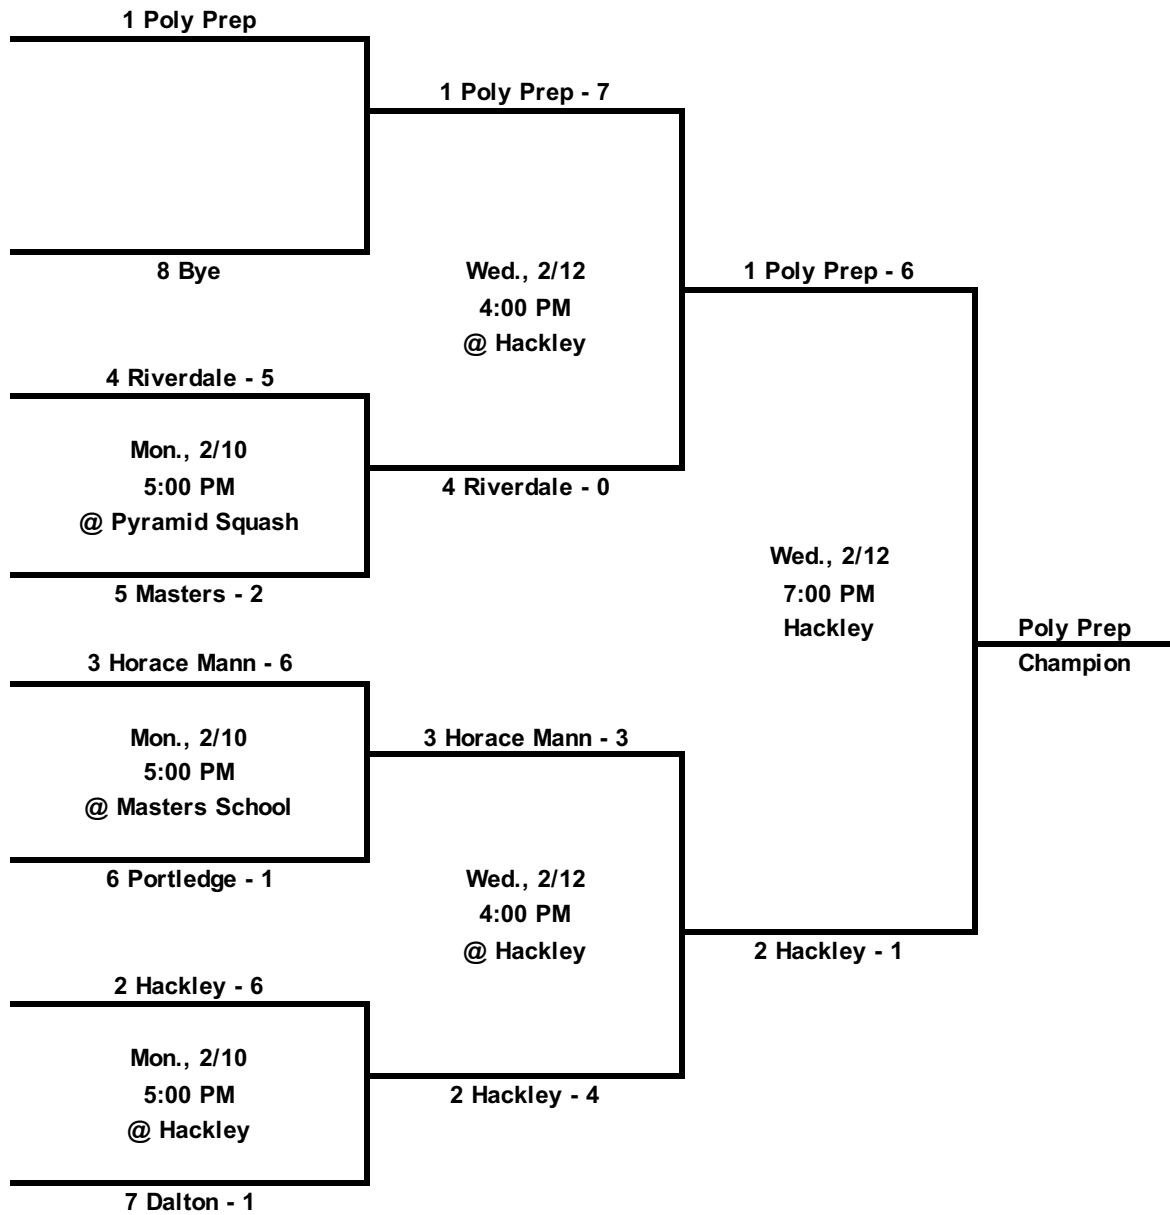 1 Poly Prep
8 Bye
4 Riverdale - 5
Mon., 2/10
5:00 PM
@ Pyramid Squash
5 Masters - 2
3 Horace Mann - 6
Mon., 2/10
5:00 PM
@ Masters School
6 Portledge - 1
2 Hackley - 6
Mon., 2/10
5:00 PM
@ Hackley
7 Dalton - 1
1 Poly Prep - 7
Wed., 2/12
4:00 PM
@ Hackley
4 Riverdale - 0
3 Horace Mann - 3
Wed., 2/12
4:00 PM
@ Hackley
2 Hackley - 4
1 Poly Prep - 6
Wed., 2/12
7:00 PM
Hackley
2 Hackley - 1
Poly Prep
Champion